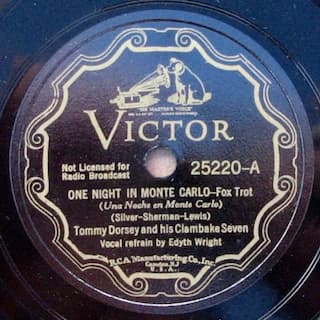 "HIS MASTER'S VOICE"
VICTOR
Not Licensed for
Radio Broadcast
25220-A
ONE NIGHT IN MONTE CARLO-Fox Trot
(Una Noche en Monte Carlo)
(Silver-Sherman-Lewis)
Tommy Dorsey and his Clambake Seven
Vocal refrain by Edyth Wright
R.C.A. Manufacturing Co., Inc.
Camden, N.J.
U.S.A.